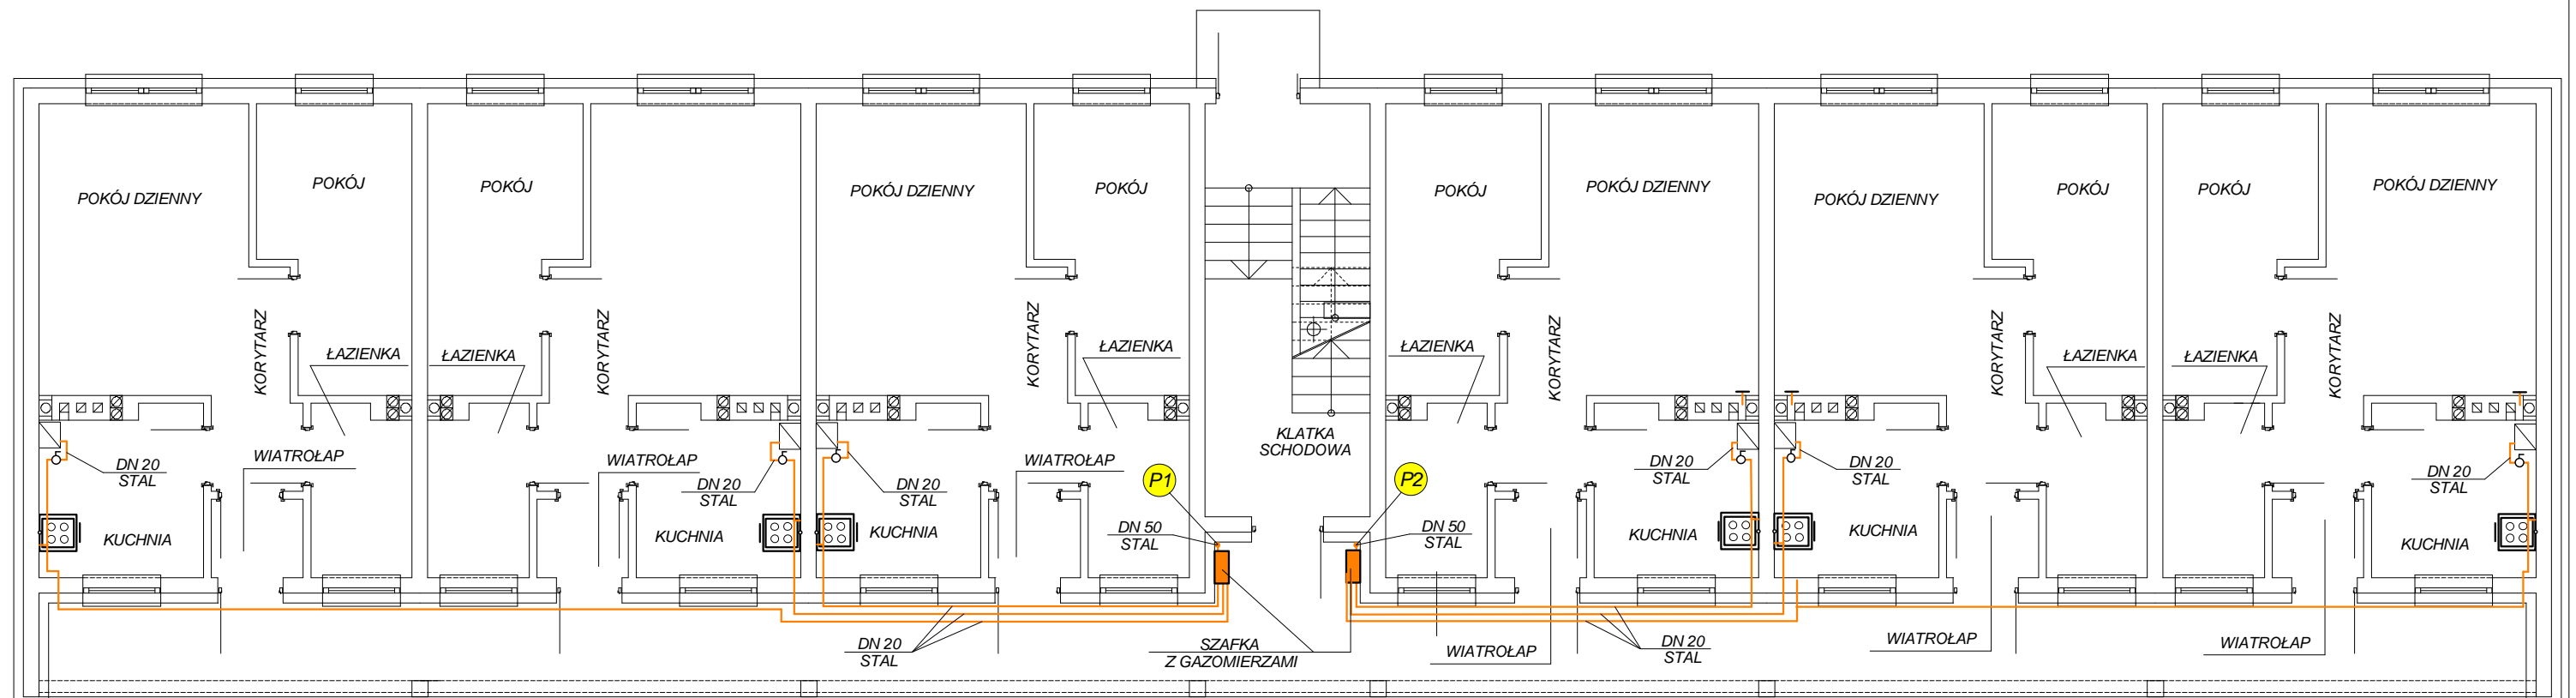 POKÓJ DZIENNY
POKÓJ
POKÓJ
POKÓJ DZIENNY
POKÓJ
POKÓJ
POKÓJ DZIENNY
POKÓJ DZIENNY
POKÓJ
POKÓJ
POKÓJ DZIENNY
KORYTARZ
ŁAZIENKA
ŁAZIENKA
KORYTARZ
KORYTARZ
ŁAZIENKA
ŁAZIENKA
KORYTARZ
KORYTARZ
ŁAZIENKA
ŁAZIENKA
KORYTARZ
KLATKA
SCHODOWA
DN 20
STAL
WIATROŁAP
WIATROŁAP
DN 20
STAL
DN 20
STAL
WIATROŁAP
P1
P2
DN 20
STAL
DN 20
STAL
DN 20
STAL
KUCHNIA
KUCHNIA
KUCHNIA
DN 50
STAL
DN 50
STAL
KUCHNIA
KUCHNIA
KUCHNIA
DN 20
STAL
SZAFKA
Z GAZOMIERZAMI
WIATROŁAP
DN 20
STAL
WIATROŁAP
WIATROŁAP